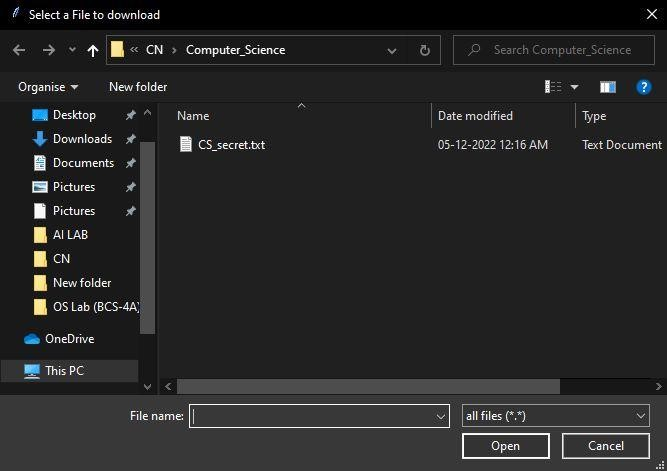 Select a File to download
« CN > Computer_Science
Search Computer_Science
Organise
New folder
Desktop
Downloads
Documents
Pictures
Pictures
AI LAB
CN
New folder
OS Lab (BCS-4A)
OneDrive
This PC
Name
Date modified
Type
CS_secret.txt
05-12-2022 12:16 AM
Text Document
File name:
all files (*.*)
Open
Cancel